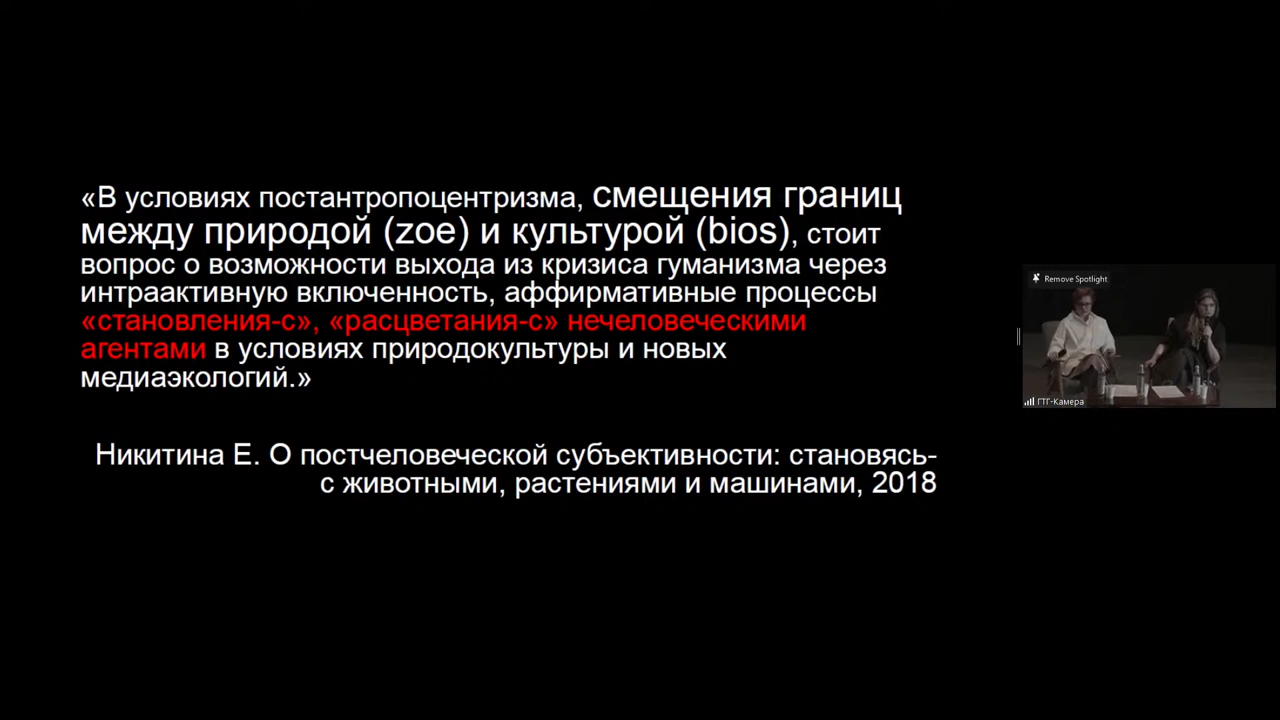 «В условиях постантропоцентризма, смещения границ
между природой (zoe) и культурой (bios), стоит
вопрос о возможности выхода из кризиса гуманизма через
интраактивную включенность, аффирмативные процессы
«становления-с», «расцветания-с» нечеловеческими
агентами в условиях природокультуры и новых
медиаэкологий.»
Никитина Е. О постчеловеческой субъективности: становясь-
с животными, растениями и машинами, 2018
Remove Spotlight
ГТГ-Камера